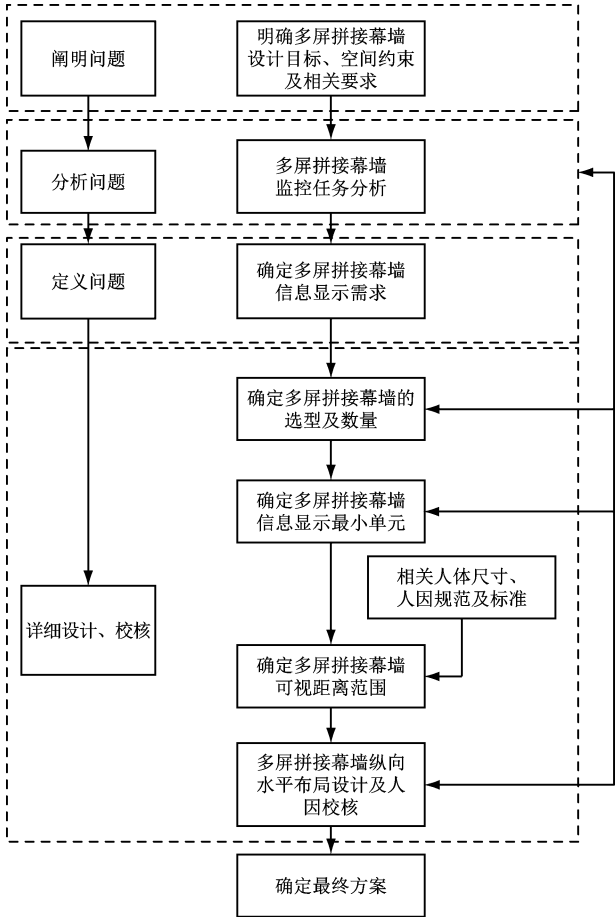 阐明问题
明确多屏拼接幕墙
设计目标、空间约束
及相关要求
分析问题
多屏拼接幕墙
监控任务分析
定义问题
确定多屏拼接幕墙
信息显示需求
确定多屏拼接幕墙的
选型及数量
确定多屏拼接幕墙
信息显示最小单元
相关人体尺寸、
人因规范及标准
详细设计、校核
确定多屏拼接幕墙
可视距离范围
多屏拼接幕墙纵向
水平布局设计及人
因校核
确定最终方案